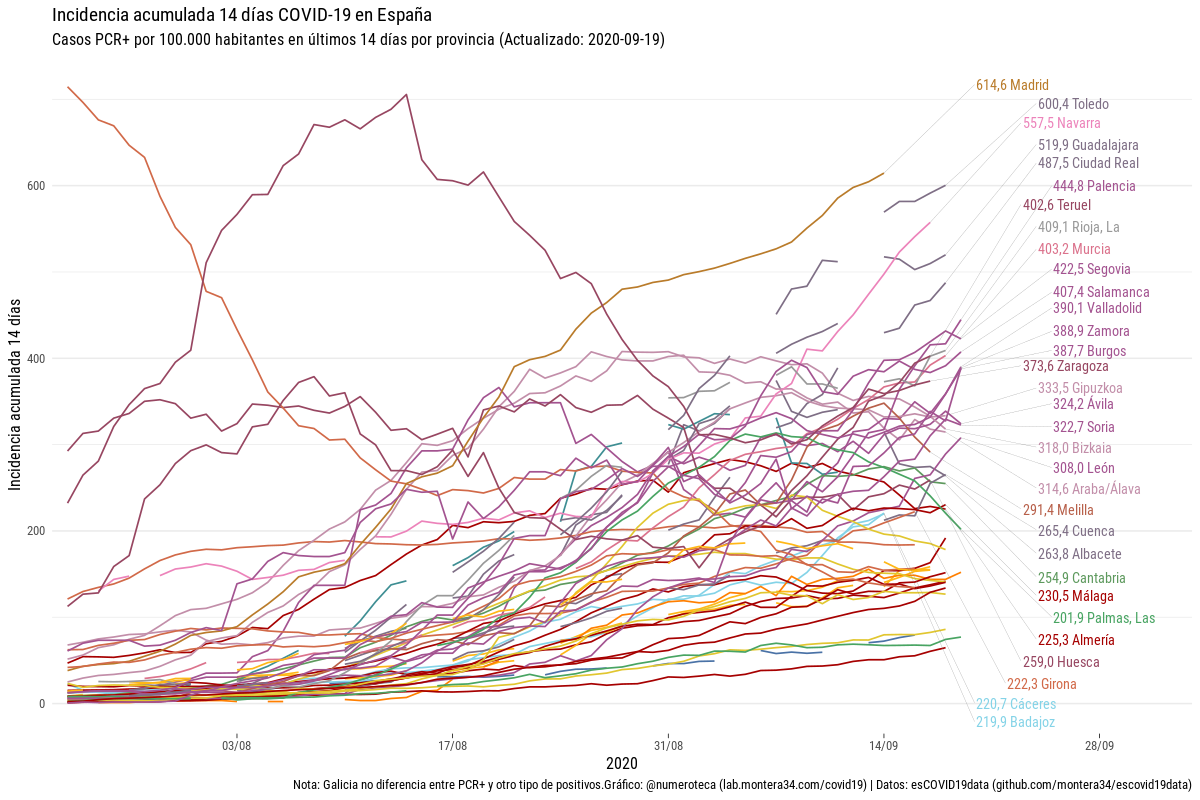 Incidencia acumulada 14 días COVID-19 en España
Casos PCR+ por 100.000 habitantes en últimos 14 días por provincia (Actualizado: 2020-09-19)
Incidencia acumulada 14 días
600
400
200
0
614,6 Madrid
600,4 Toledo
557,5 Navarra
519,9 Guadalajara
487,5 Ciudad Real
444,8 Palencia
402,6 Teruel
409,1 Rioja, La
403,2 Murcia
422,5 Segovia
407,4 Salamanca
390,1 Valladolid
388,9 Zamora
387,7 Burgos
373,6 Zaragoza
333,5 Gipuzkoa
324,2 Ávila
322,7 Soria
318,0 Bizkaia
308,0 León
314,6 Araba/Álava
291,4 Melilla
265,4 Cuenca
263,8 Albacete
254,9 Cantabria
230,5 Málaga
201,9 Palmas, Las
225,3 Almería
259,0 Huesca
222,3 Girona
220,7 Cáceres
219,9 Badajoz
03/08
17/08
31/08
14/09
28/09
2020
Nota: Galicia no diferencia entre PCR+ y otro tipo de positivos.Gráfico: @numeroteca (lab.montera34.com/covid19) | Datos: esCOVID19data (github.com/montera34/escovid19data)